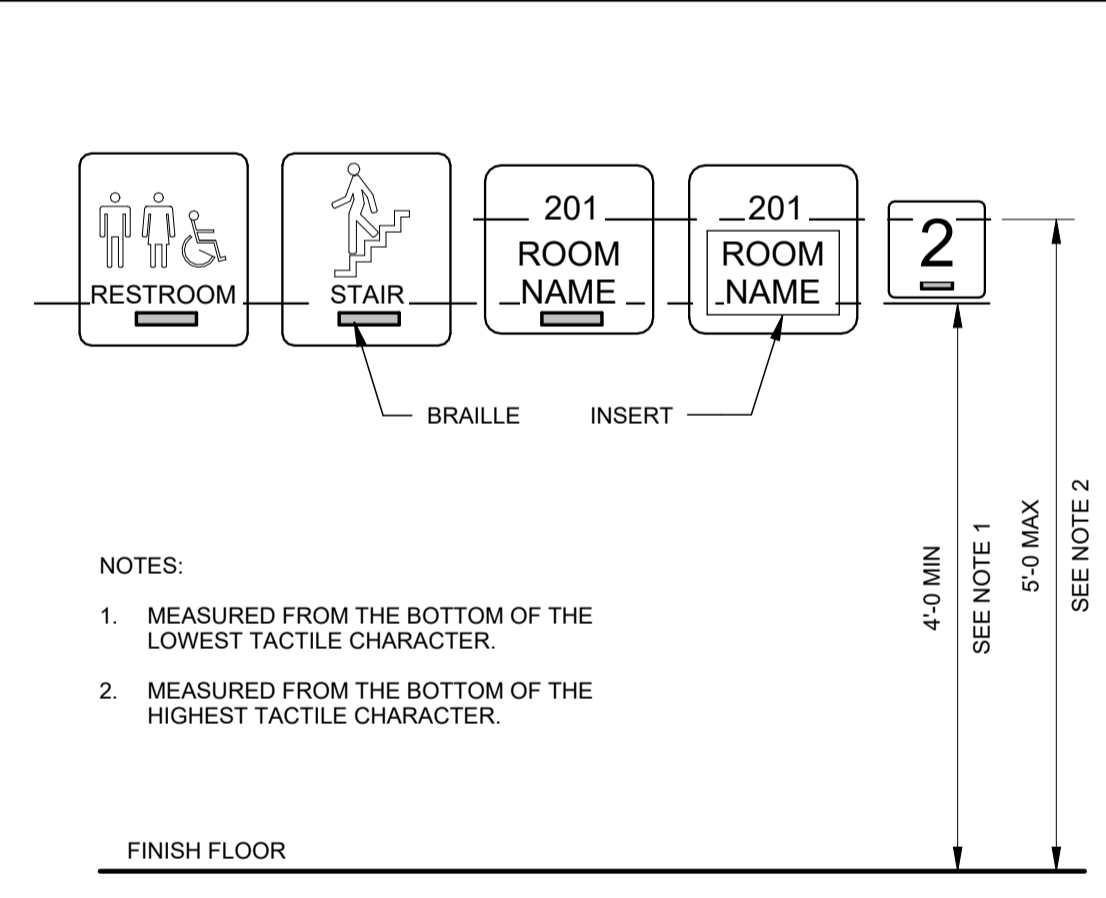 RESTROOM
STAIR
201
ROOM
NAME
201
ROOM
NAME
2
BRAILLE
INSERT
4'-0 MIN
SEE NOTE 1
5'-0 MAX
SEE NOTE 2
NOTES:
1. MEASURED FROM THE BOTTOM OF THE
LOWEST TACTILE CHARACTER.
2. MEASURED FROM THE BOTTOM OF THE
HIGHEST TACTILE CHARACTER.
FINISH FLOOR